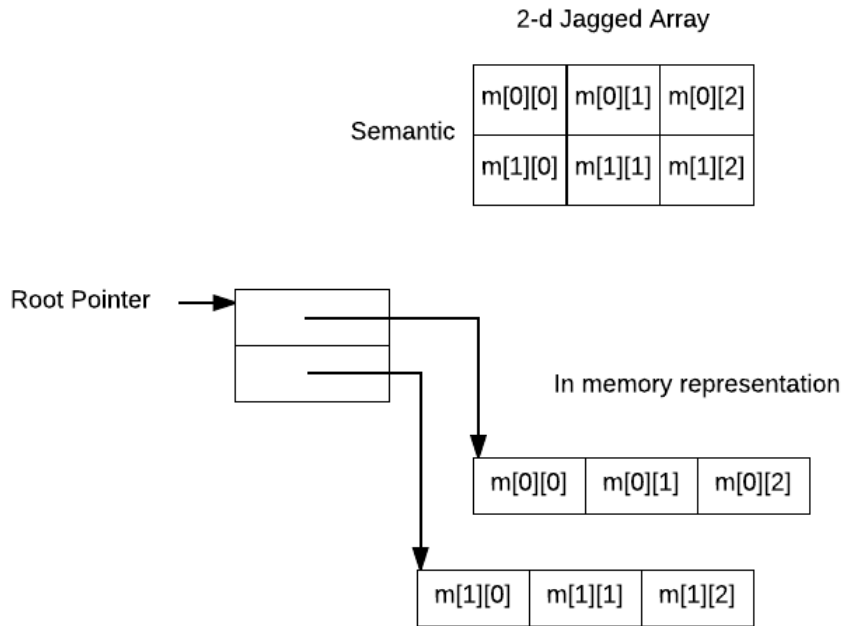 2-d Jagged Array
m[0][0] m[0][1] m[0][2]
Semantic
m[1][0] m[1][1] m[1][2]
Root Pointer
In memory representation
m[0][0] m[0][1] m[0][2]
m[1][0] m[1][1] m[1][2]